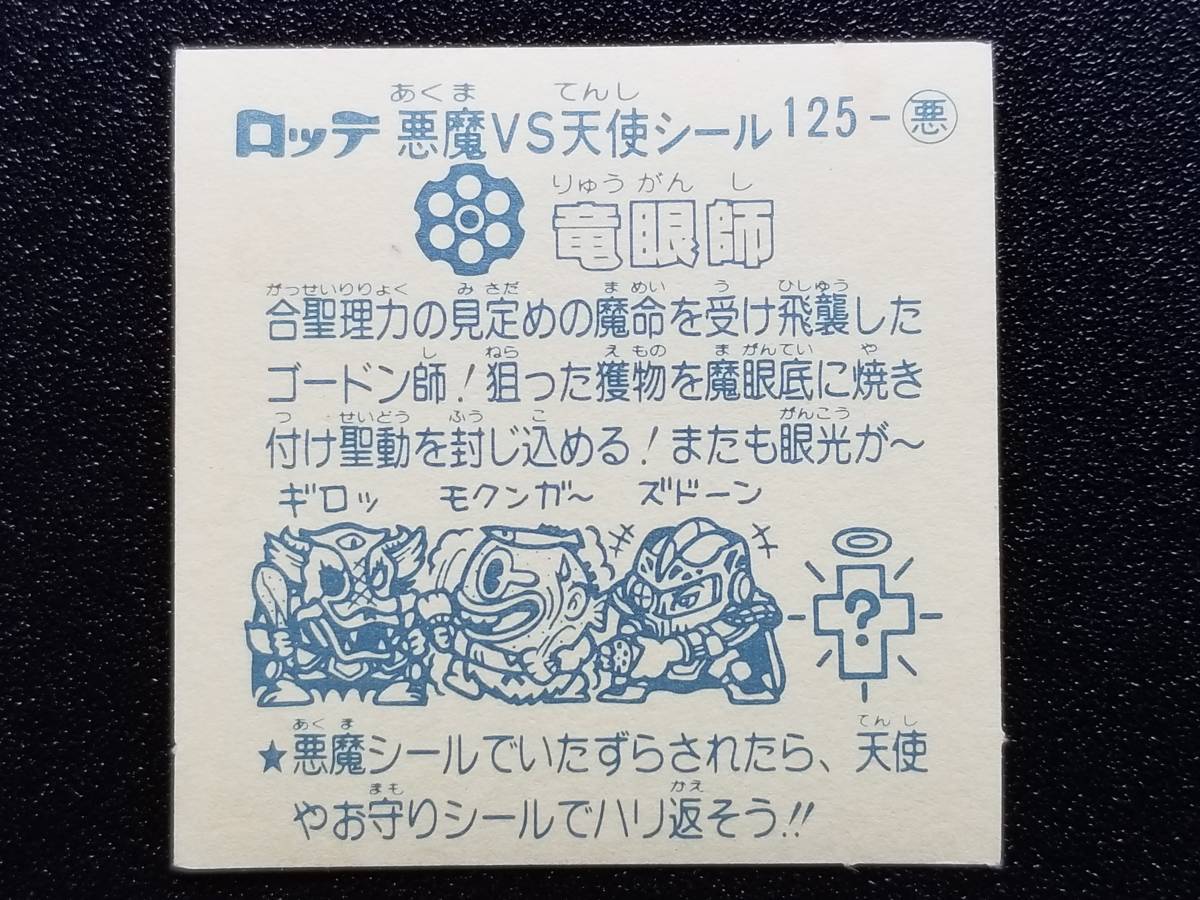 あくま てんし
ロッテ 悪魔VS天使シール 125-悪
りゅうがんし
竜眼師
がっせいりりょく みさだ まめい う ひしゅう
合聖理力の見定めの魔命を受け飛襲した
し ねら えもの まがんてい や
ゴードン師!狙った獲物を魔眼底に焼き
つ せいどう ふう こ がんこう
付け聖動を封じ込める!またも眼光が〜
ギロッ モクンガ〜 ズドーン
?
あくま てんし
★悪魔シールでいたずらされたら、天使
まも かえ
やお守りシールでハリ返そう!!